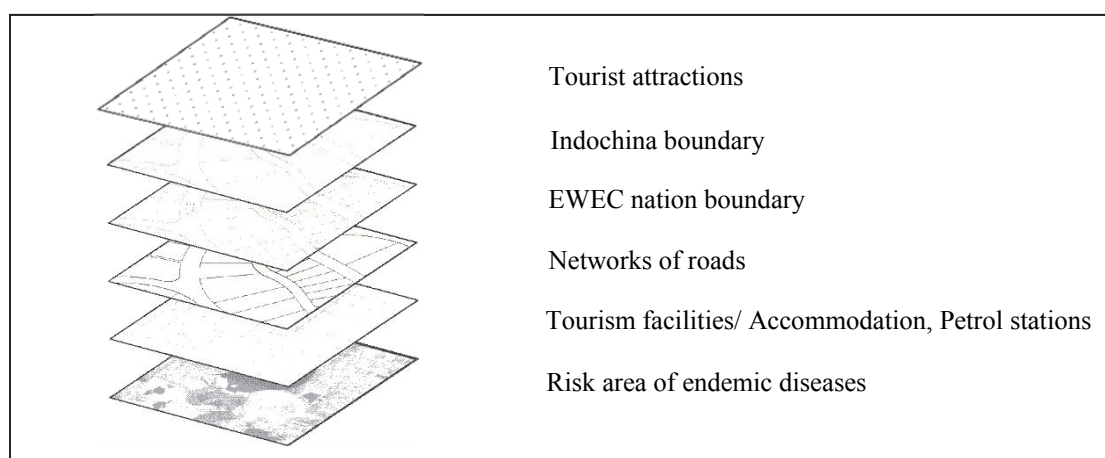 Tourist attractions
Indochina boundary
EWEC nation boundary
Networks of roads
Tourism facilities/ Accommodation, Petrol stations
Risk area of endemic diseases